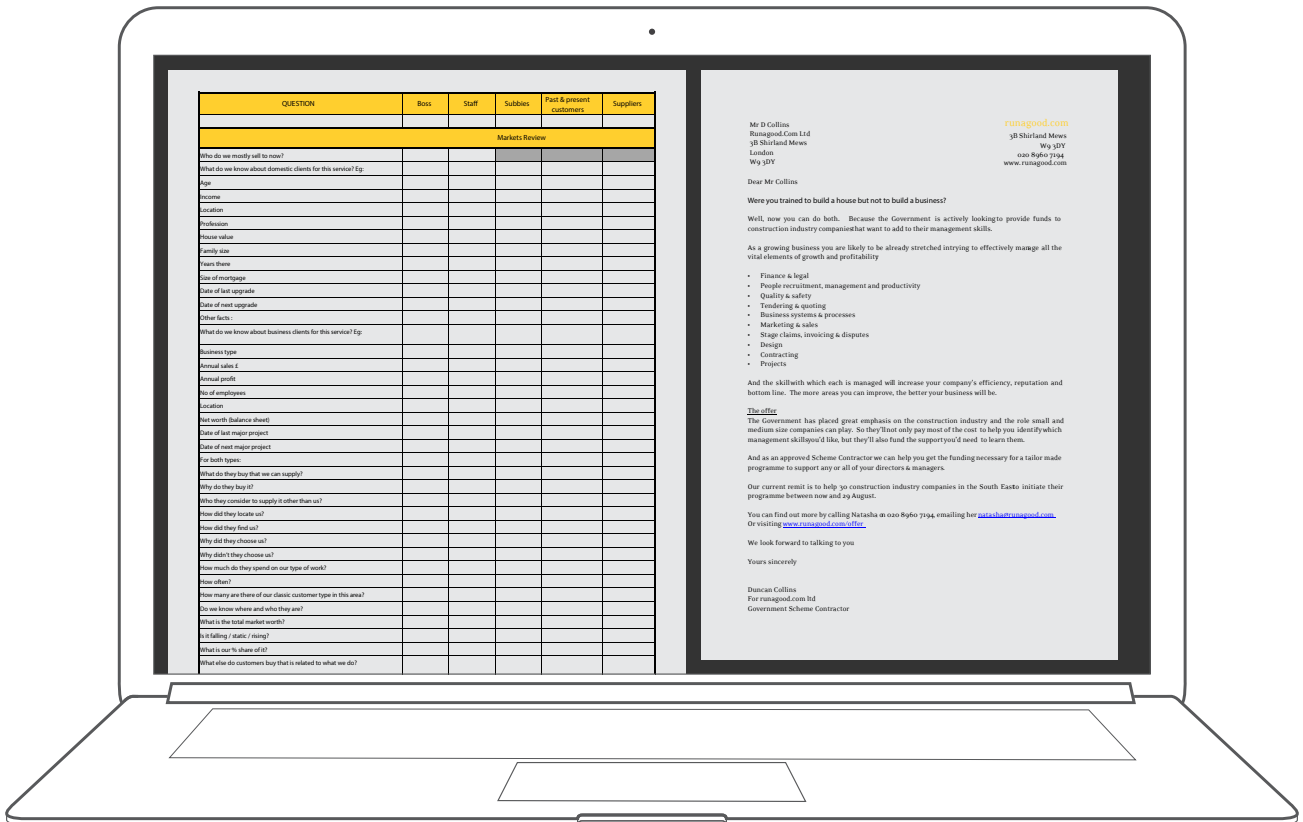 QUESTION Boss Staff Subbies Past & present customers Suppliers
Markets Review
Who do we mostly sell to now?
What do we know about domestic clients for this service? Eg:
Age
Income
Location
Profession
House value
Family size
Years there
Size of mortgage
Date of last upgrade
Date of next upgrade
Other facts :
What do we know about business clients for this service? Eg:
Business type
Annual sales £
Annual profit
No of employees
Location
Net worth (balance sheet)
Date of last major project
Date of next major project
For both types:
What do they buy that we can supply?
Why do they buy it?
Who they consider to supply it other than us?
How did they locate us?
How did they find us?
Why did they choose us?
Why didn't they choose us?
How much do they spend on our type of work?
How often?
How many are there of our classic customer type in this area?
Do we know where and who they are?
What is the total market worth?
Is it falling / static / rising?
What is our % share of it?
What else do customers buy that is related to what we do?
runagood.com
3B Shirland Mews
W9 3DY
020 8960 7194
www.runagood.com
Mr D Collins
Runagood.Com Ltd
3B Shirland Mews
London
W9 3DY
Dear Mr Collins
Were you trained to build a house but not to build a business?
Well, now you can do both. Because the Government is actively lookingto provide funds to
construction industry companiesthat want to add to their management skills.
As a growing business you are likely to be already stretched intrying to effectively manage all the
vital elements of growth and profitability
• Finance & legal
• People recruitment, management and productivity
• Quality & safety
• Tendering & quoting
• Business systems & processes
• Marketing & sales
• Stage claims, invoicing & disputes
• Design
• Contracting
• Projects
And the skillwith which each is managed will increase your company's efficiency, reputation and
bottom line. The more areas you can improve, the better your business will be.
The offer
The Government has placed great emphasis on the construction industry and the role small and
medium size companies can play. So they'llnot only pay most of the cost to help you identifywhich
management skillsyou'd like, but they'll also fund the supportyou'd need to learn them.
And as an approved Scheme Contractorwe can help you get the funding necessary for a tailor made
programme to support any or all of your directors & managers.
Our current remit is to help 30 construction industry companies in the South Eastto initiate their
programme between now and 29 August.
You can find out more by calling Natasha on 020 8960 7194, emailing her natasha@runagood.com
Or visiting www.runagood.com/offer
We look forward to talking to you
Yours sincerely
Duncan Collins
For runagood.com ltd
Government Scheme Contractor